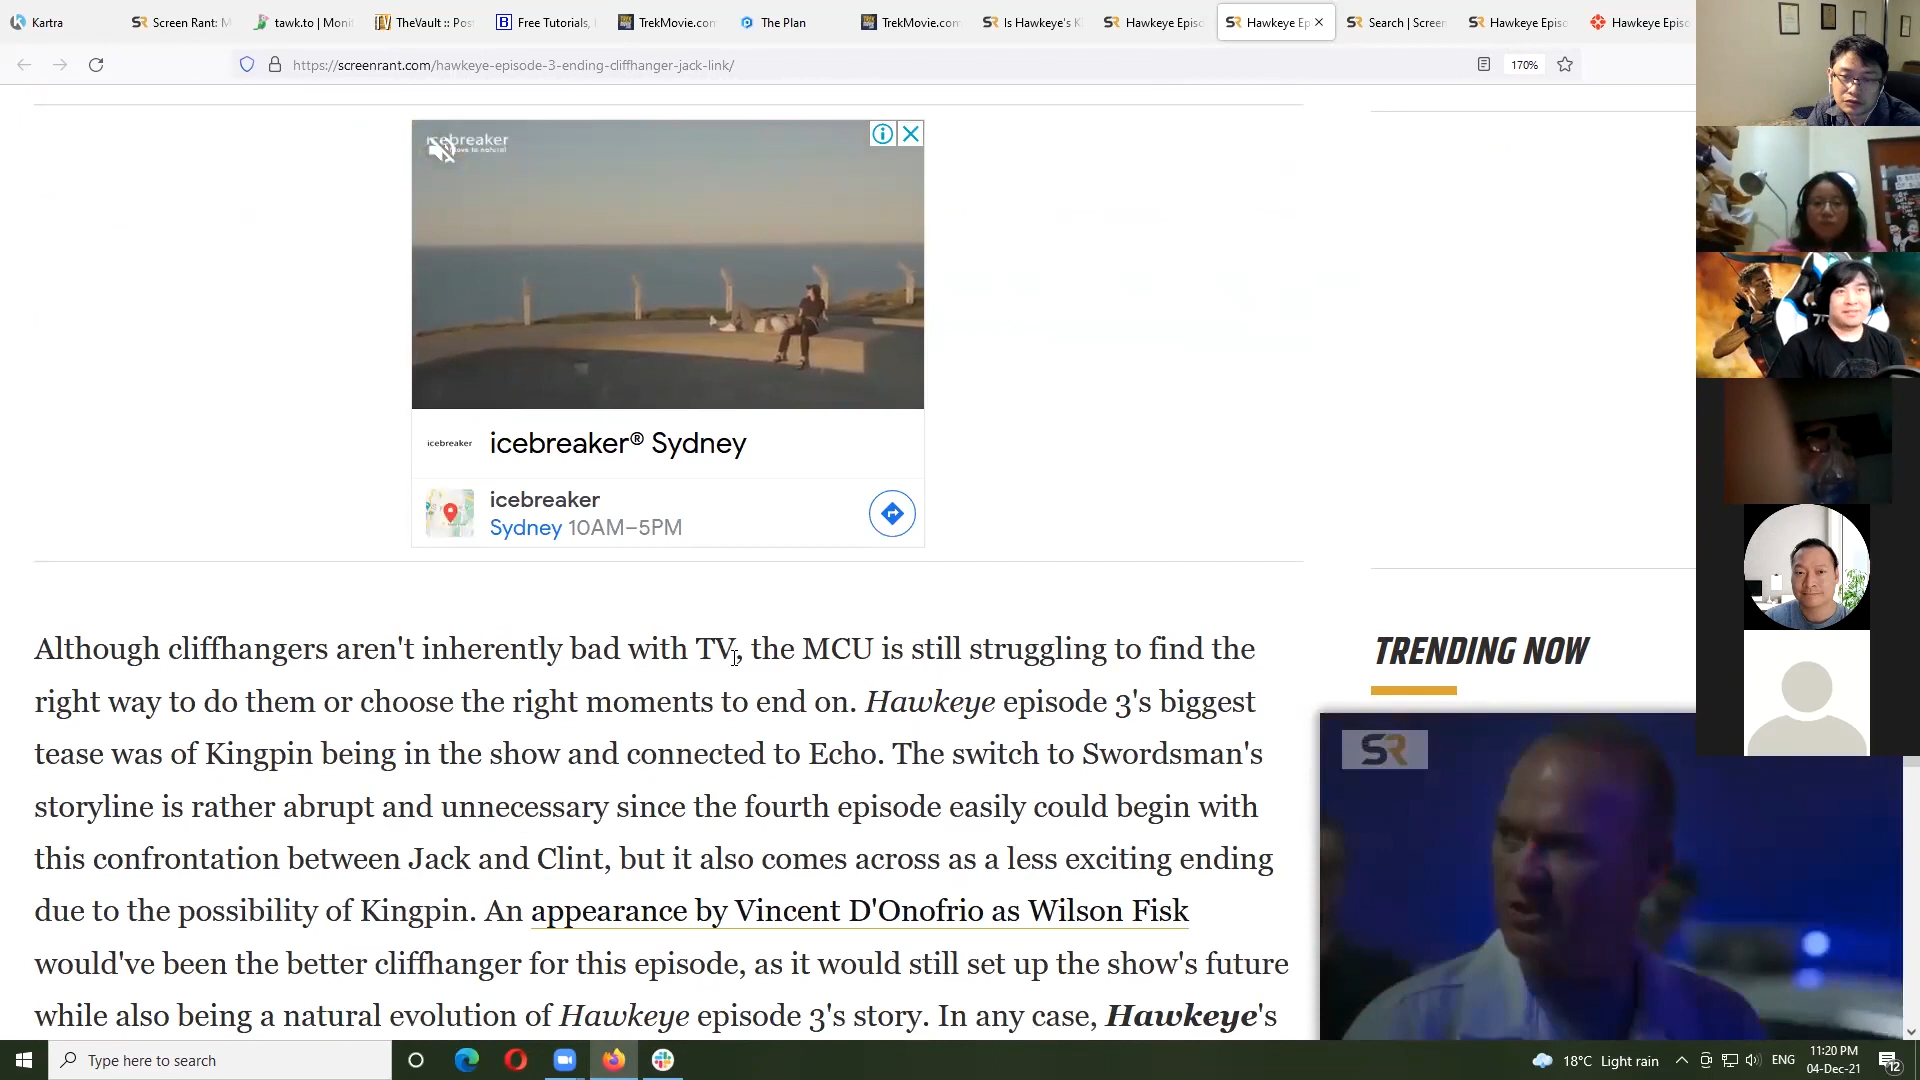 Kartra
Screen Rant: M
tawk.to | Moni
TheVault :: Pos
Free Tutorials,
TrekMovie.com
The Plan
TrekMovie.com
Is Hawkeye's K
Hawkeye Episo
Hawkeye Ep
Search | Screen
Hawkeye Episo
Hawkeye Episo
https://screenrant.com/hawkeye-episode-3-ending-cliffhanger-jack-link/
170%
icebreaker
move to natural
icebreaker
icebreaker® Sydney
icebreaker
Sydney 10AM–5PM
Although cliffhangers aren't inherently bad with TV, the MCU is still struggling to find the
right way to do them or choose the right moments to end on. Hawkeye episode 3's biggest
tease was of Kingpin being in the show and connected to Echo. The switch to Swordsman's
storyline is rather abrupt and unnecessary since the fourth episode easily could begin with
this confrontation between Jack and Clint, but it also comes across as a less exciting ending
due to the possibility of Kingpin. An appearance by Vincent D'Onofrio as Wilson Fisk
would've been the better cliffhanger for this episode, as it would still set up the show's future
while also being a natural evolution of Hawkeye episode 3's story. In any case, Hawkeye's
TRENDING NOW
SR
Type here to search
18°C Light rain
ENG
11:20 PM
04-Dec-21
12